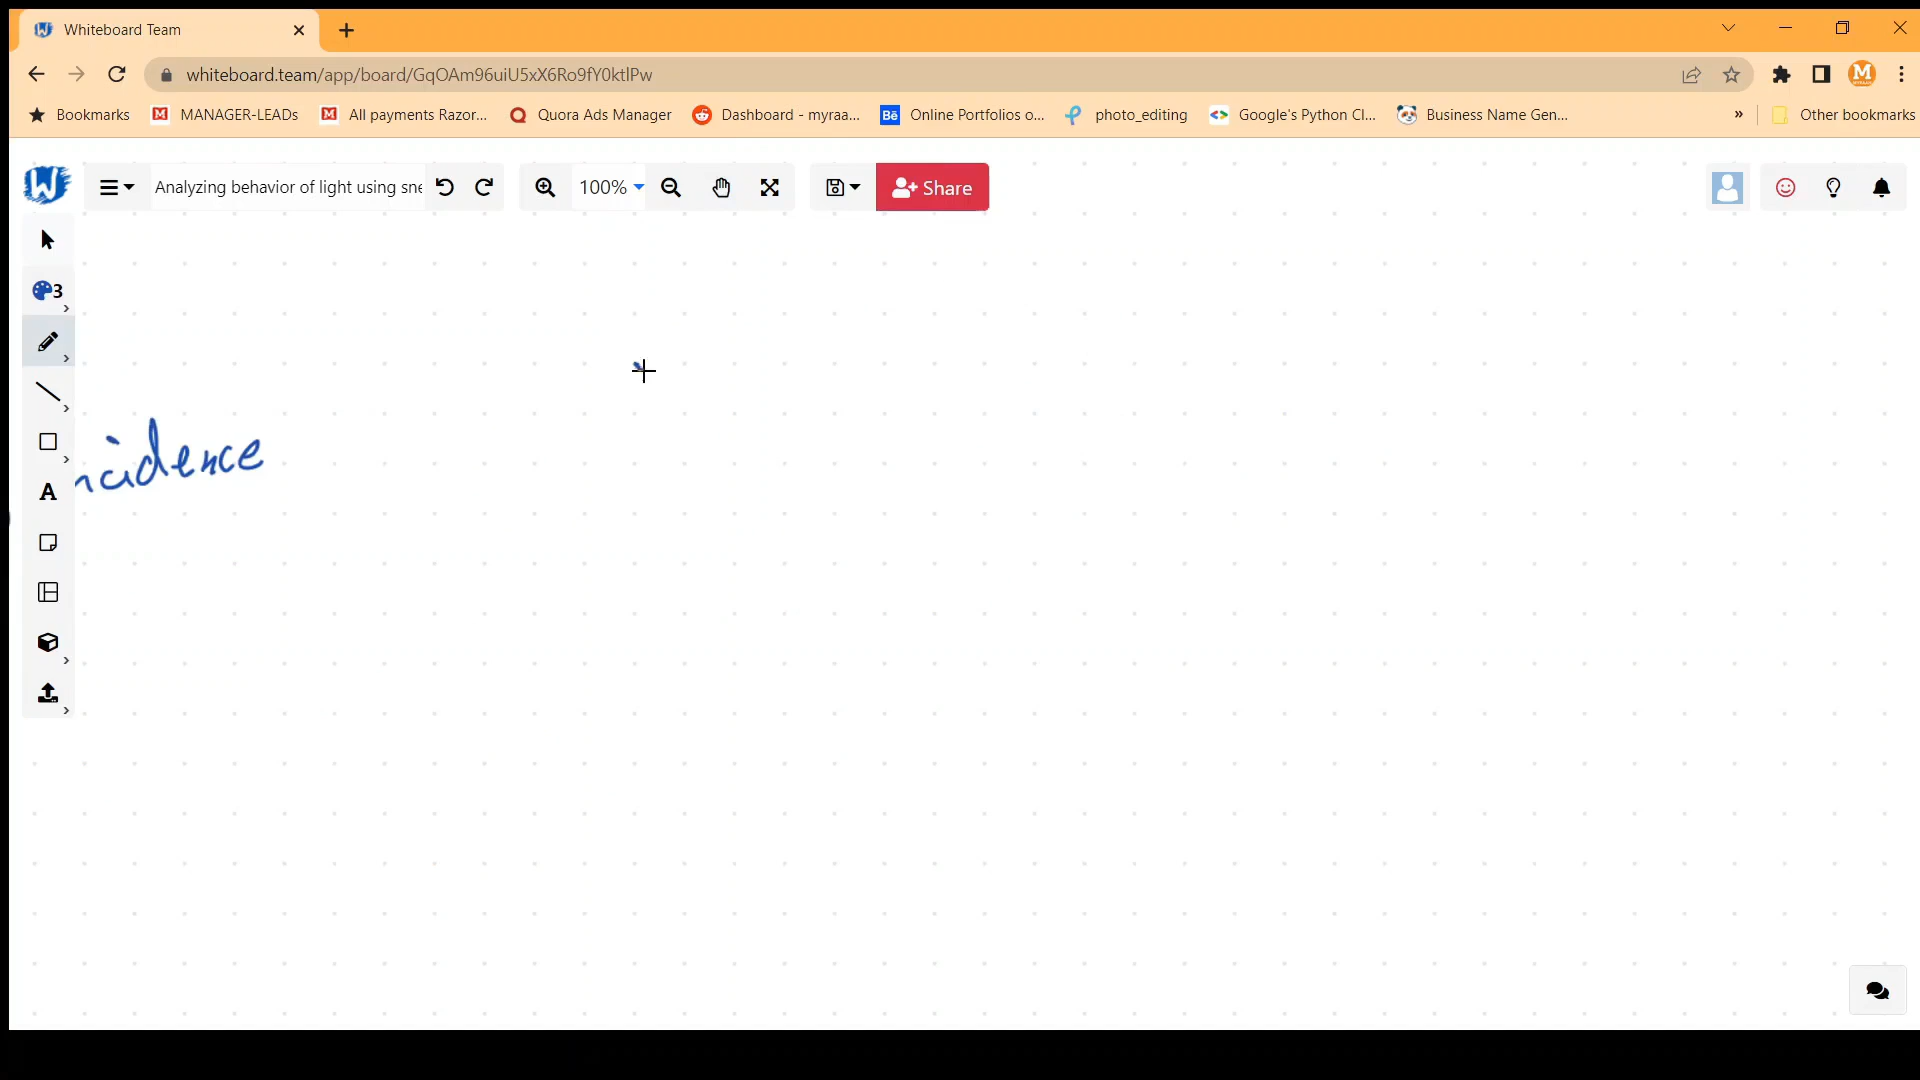 Whiteboard Team
whiteboard.team/app/board/GqOAm96uiU5xX6Ro9fY0ktlPw
Bookmarks MANAGER-LEADs All payments Razor... Quora Ads Manager Dashboard - myraa... Online Portfolios o... photo_editing Google's Python Cl... Business Name Gen... » Other bookmarks
Analyzing behavior of light using sne 100% Share
3
ncidence
A